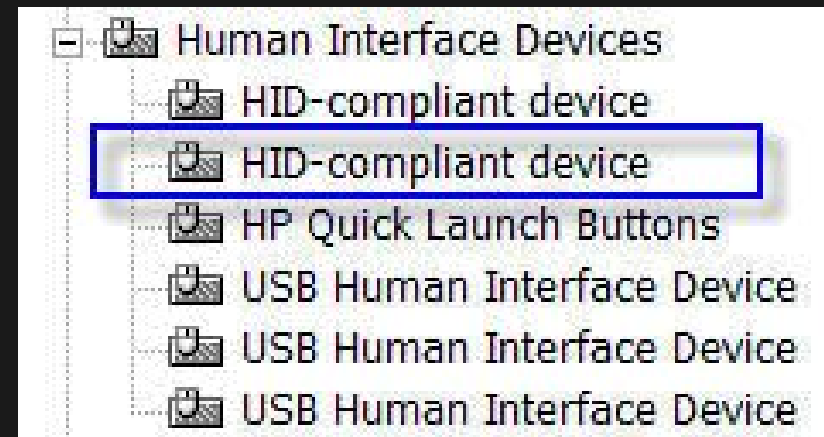 Human Interface Devices
HID-compliant device
HID-compliant device
HP Quick Launch Buttons
USB Human Interface Device
USB Human Interface Device
USB Human Interface Device